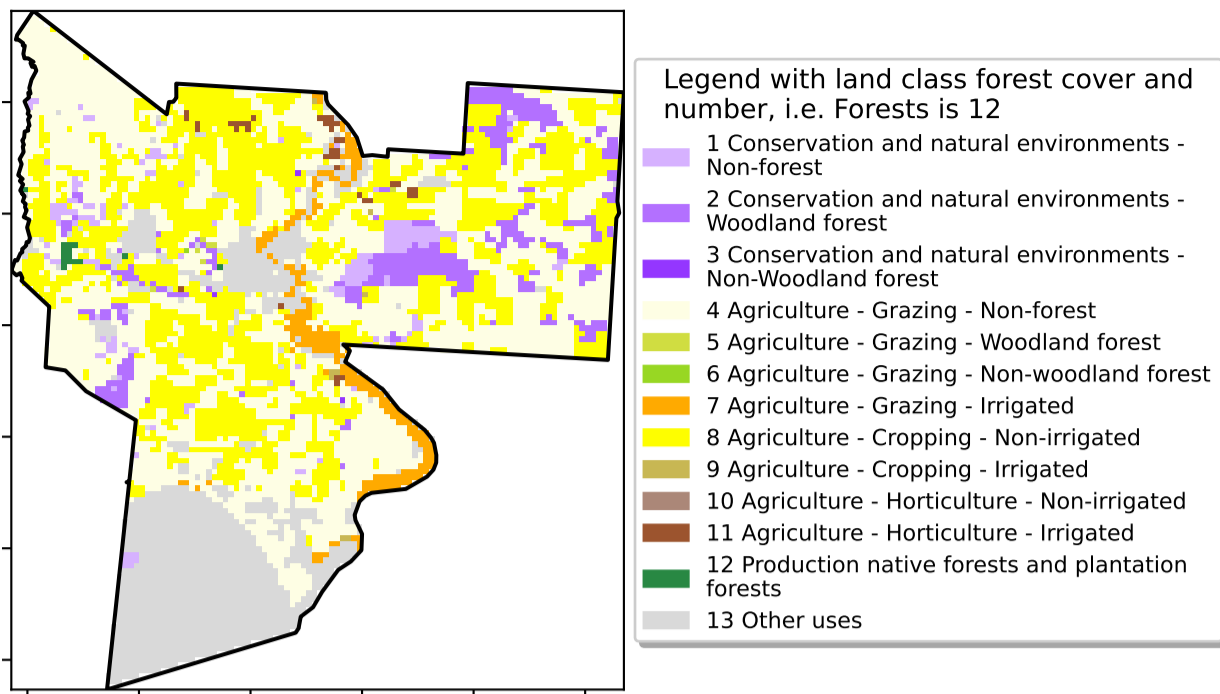 Legend with land class forest cover and
number, i.e. Forests is 12
1 Conservation and natural environments -
Non-forest
2 Conservation and natural environments -
Woodland forest
3 Conservation and natural environments -
Non-Woodland forest
4 Agriculture - Grazing - Non-forest
5 Agriculture - Grazing - Woodland forest
6 Agriculture - Grazing - Non-woodland forest
7 Agriculture - Grazing - Irrigated
8 Agriculture - Cropping - Non-irrigated
9 Agriculture - Cropping - Irrigated
10 Agriculture - Horticulture - Non-irrigated
11 Agriculture - Horticulture - Irrigated
12 Production native forests and plantation
forests
13 Other uses